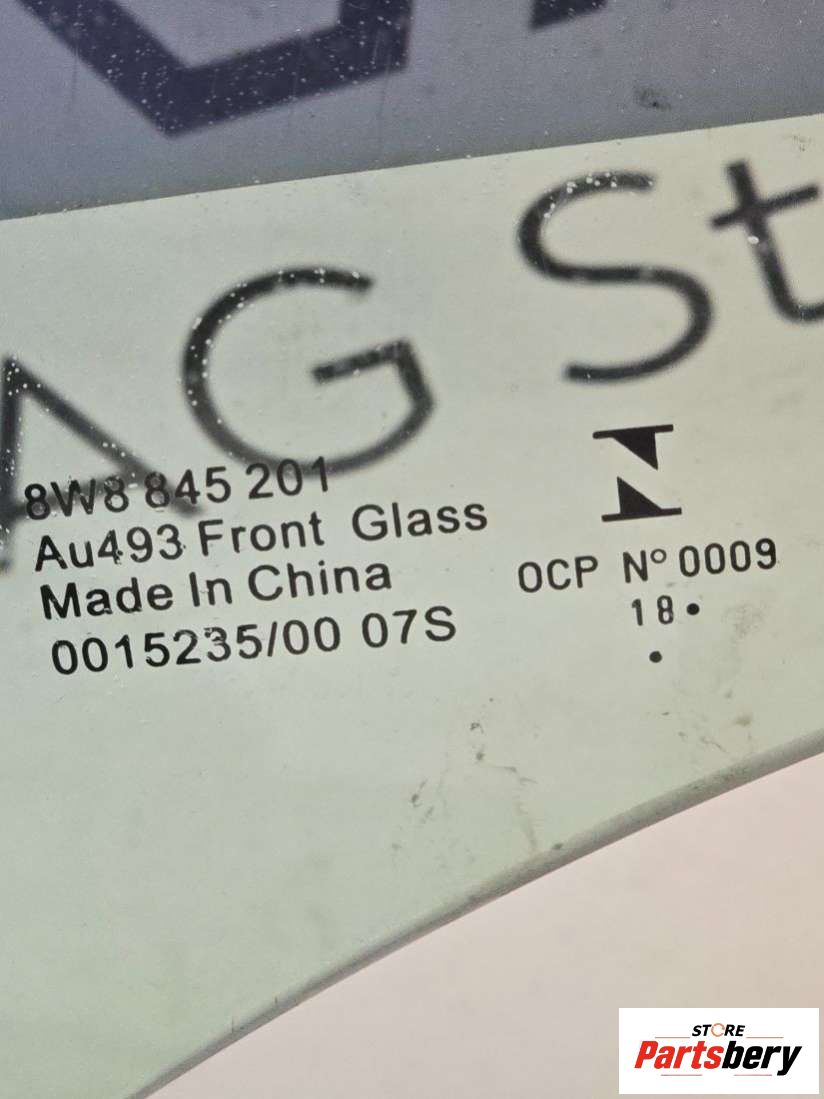 AG St
8W8 845 201
Au493 Front Glass
Made In China
0015235/00 07S
OCP Nº 0009
18•
•
STORE
Partsbery